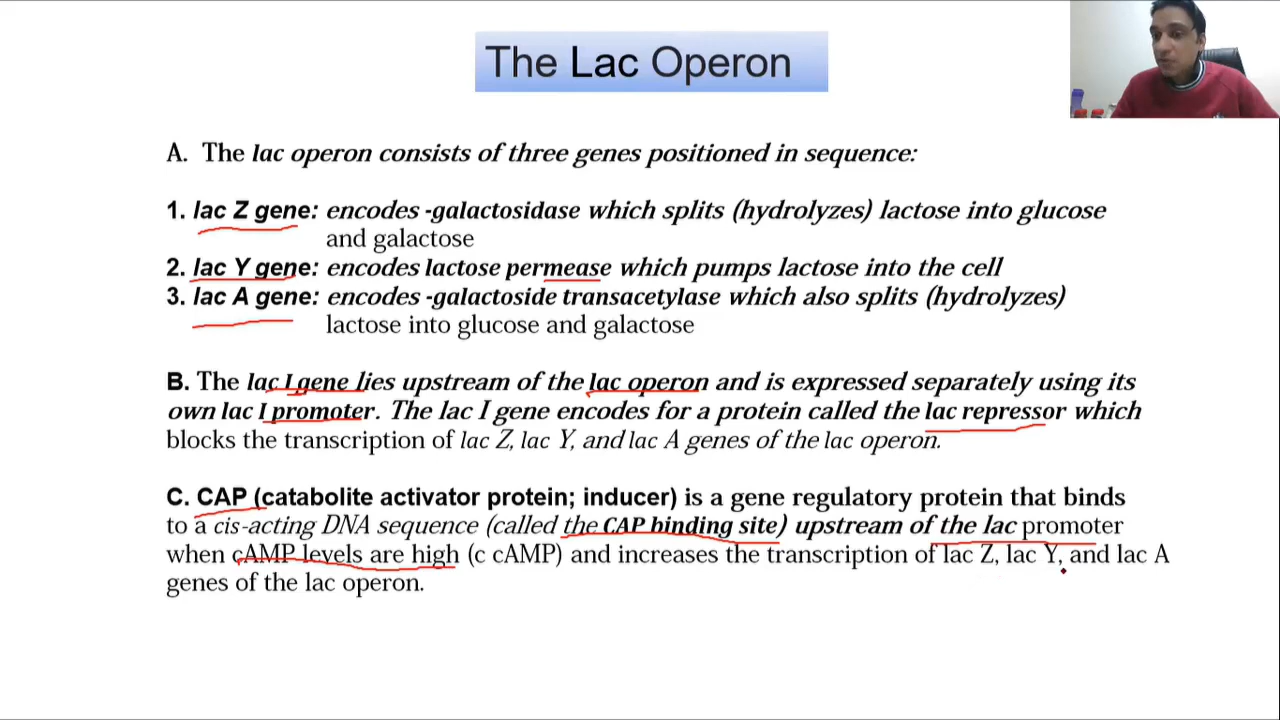 The Lac Operon
A. The lac operon consists of three genes positioned in sequence:
1. lac Z gene: encodes -galactosidase which splits (hydrolyzes) lactose into glucose
and galactose
2. lac Y gene: encodes lactose permease which pumps lactose into the cell
3. lac A gene: encodes -galactoside transacetylase which also splits (hydrolyzes)
lactose into glucose and galactose
B. The lac I gene lies upstream of the lac operon and is expressed separately using its
own lac I promoter. The lac I gene encodes for a protein called the lac repressor which
blocks the transcription of lac Z, lac Y, and lac A genes of the lac operon.
C. CAP (catabolite activator protein; inducer) is a gene regulatory protein that binds
to a cis-acting DNA sequence (called the CAP binding site) upstream of the lac promoter
when cAMP levels are high (c cAMP) and increases the transcription of lac Z, lac Y, and lac A
genes of the lac operon.